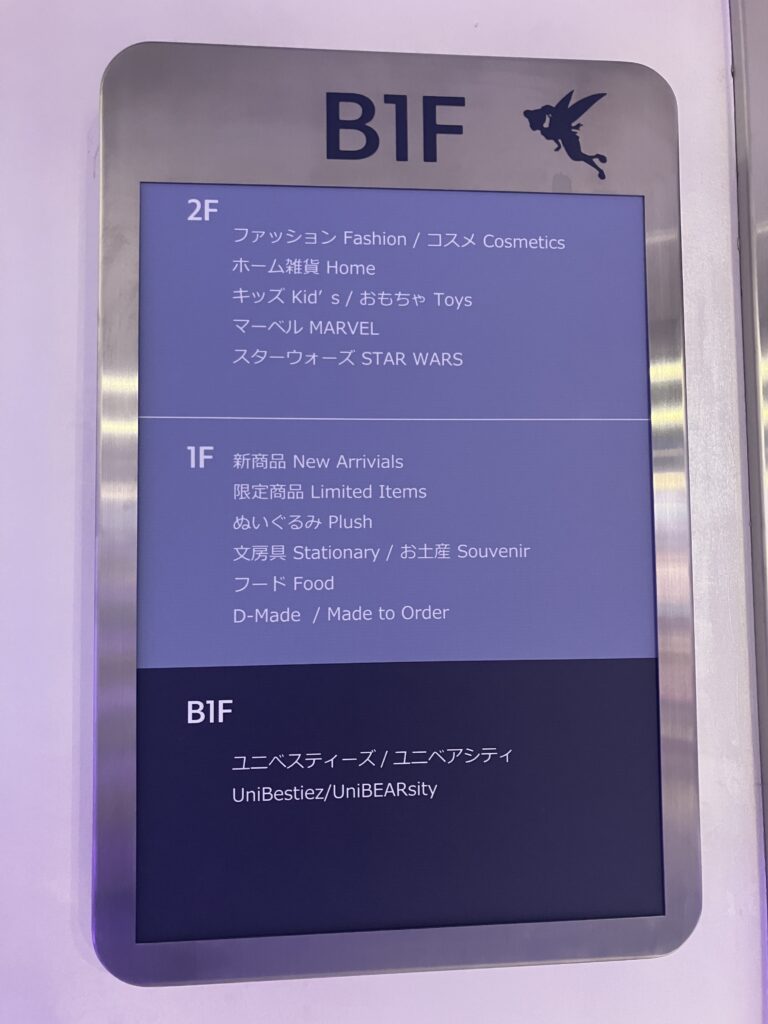 B1F
2F
ファッション Fashion / コスメ Cosmetics
ホーム雑貨 Home
キッズ Kid’s / おもちゃ Toys
マーベル MARVEL
スターウォーズ STAR WARS
1F
新商品 New Arrivials
限定商品 Limited Items
ぬいぐるみ Plush
文房具 Stationary / お土産 Souvenir
フード Food
D-Made / Made to Order
B1F
ユニベスティーズ / ユニベアシティ
UniBestiez/UniBEARsity